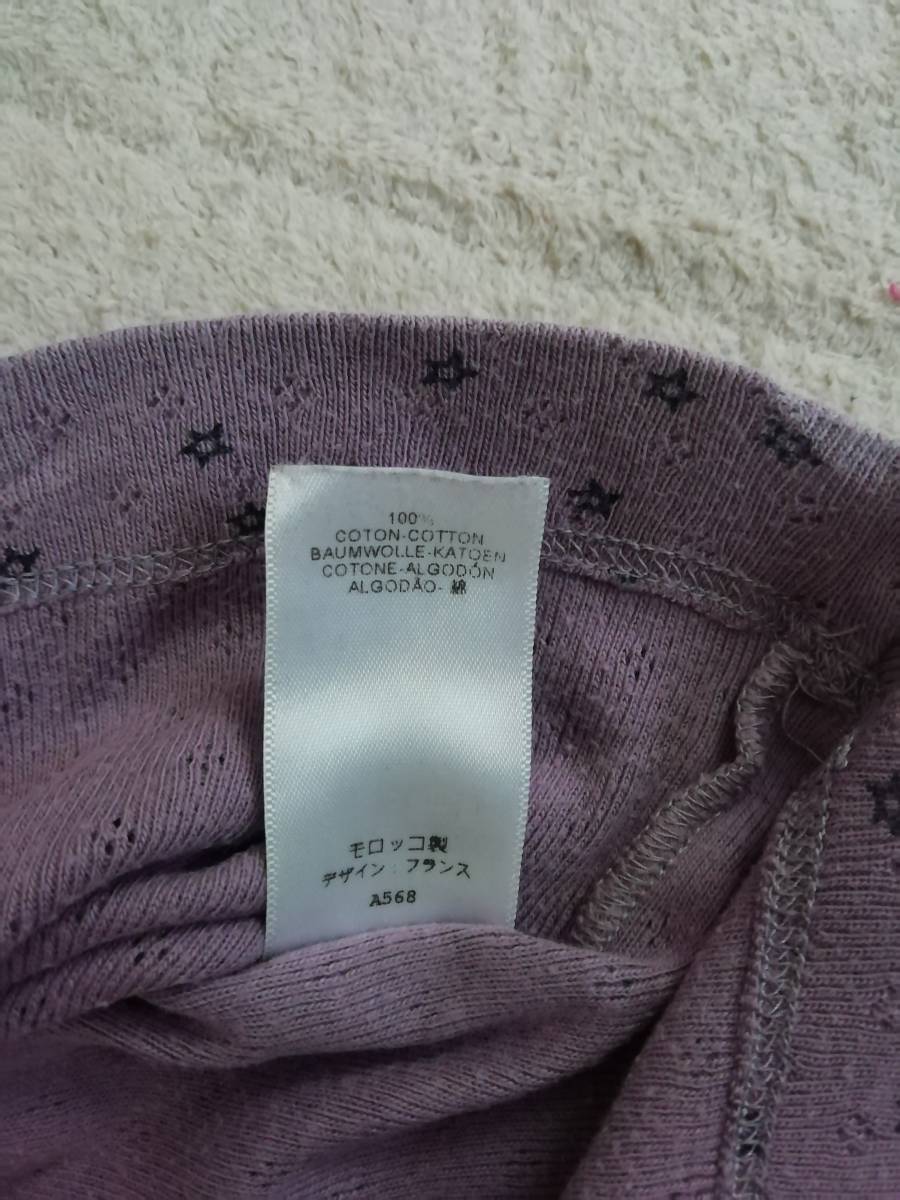 100%
COTON-COTTON
BAUMWOLLE-KATOEN
COTONE-ALGODÓN
ALGODÃO-綿
モロッコ製
デザイン:フランス
A568